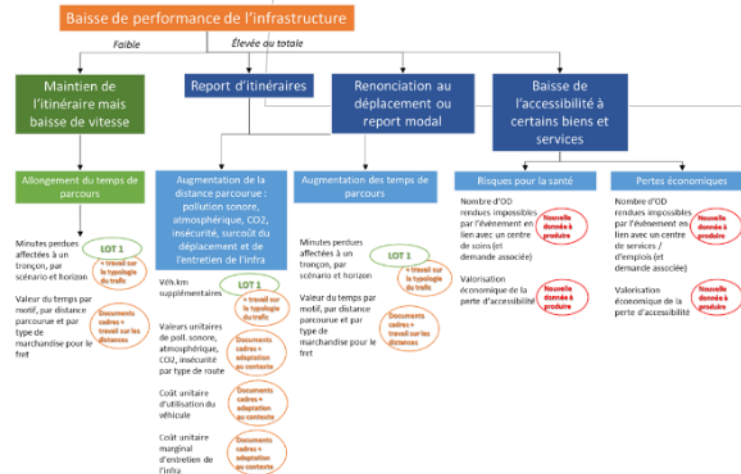 Baisse de performance de l'infrastructure
Faible
Élevée ou totale
Maintien de
l'itinéraire mais
baisse de vitesse
Report d'itinéraires
Renonciation au
déplacement ou
report modal
Baisse de
l'accessibilité à
certains biens et
services
Allongement du temps de
parcours
Augmentation de la
distance parcourue :
pollution sonore,
atmosphérique, CO2,
insécurité, surcoût du
déplacement et de
l'entretien de l'infra
Augmentation des temps de
parcours
Risques pour la santé
Pertes économiques
Minutes perdues
affectées à un
tronçon, par
scénario et horizon
LOT 1
+ travail sur
la typologie
du trafic
Valeur du temps par
motif, par distance
parcourue et par
type de
marchandise pour le
fret
Documents
cadres +
travail sur les
distances
Véh.km
supplémentaires
LOT 1
+ travail sur
la typologie
du trafic
Valeurs unitaires
de poll. sonore,
atmosphérique,
CO2, insécurité
par type de route
Documents
cadres +
adaptation
au contexte
Coût unitaire
d'utilisation du
véhicule
Documents
cadres +
adaptation
au contexte
Coût unitaire
marginal
d'entretien de
l'infra
Documents
cadres +
adaptation
au contexte
Minutes perdues
affectées à un
tronçon, par
scénario et horizon
LOT 1
+ travail sur
la typologie
du trafic
Valeur du temps par
motif, par distance
parcourue et par
type de
marchandise pour le
fret
Documents
cadres +
travail sur les
distances
Nombre d'OD
rendues impossibles
par l'évènement en
lien avec un centre
de soins (et
demande associée)
Nouvelle
donnée à
produire
Valorisation
économique de la
perte d'accessibilité
Nouvelle
donnée à
produire
Nombre d'OD
rendues impossibles
par l'évènement en
lien avec un centre
de services /
d'emplois (et
demande associée)
Nouvelle
donnée à
produire
Valorisation
économique de la
perte d'accessibilité
Nouvelle
donnée à
produire